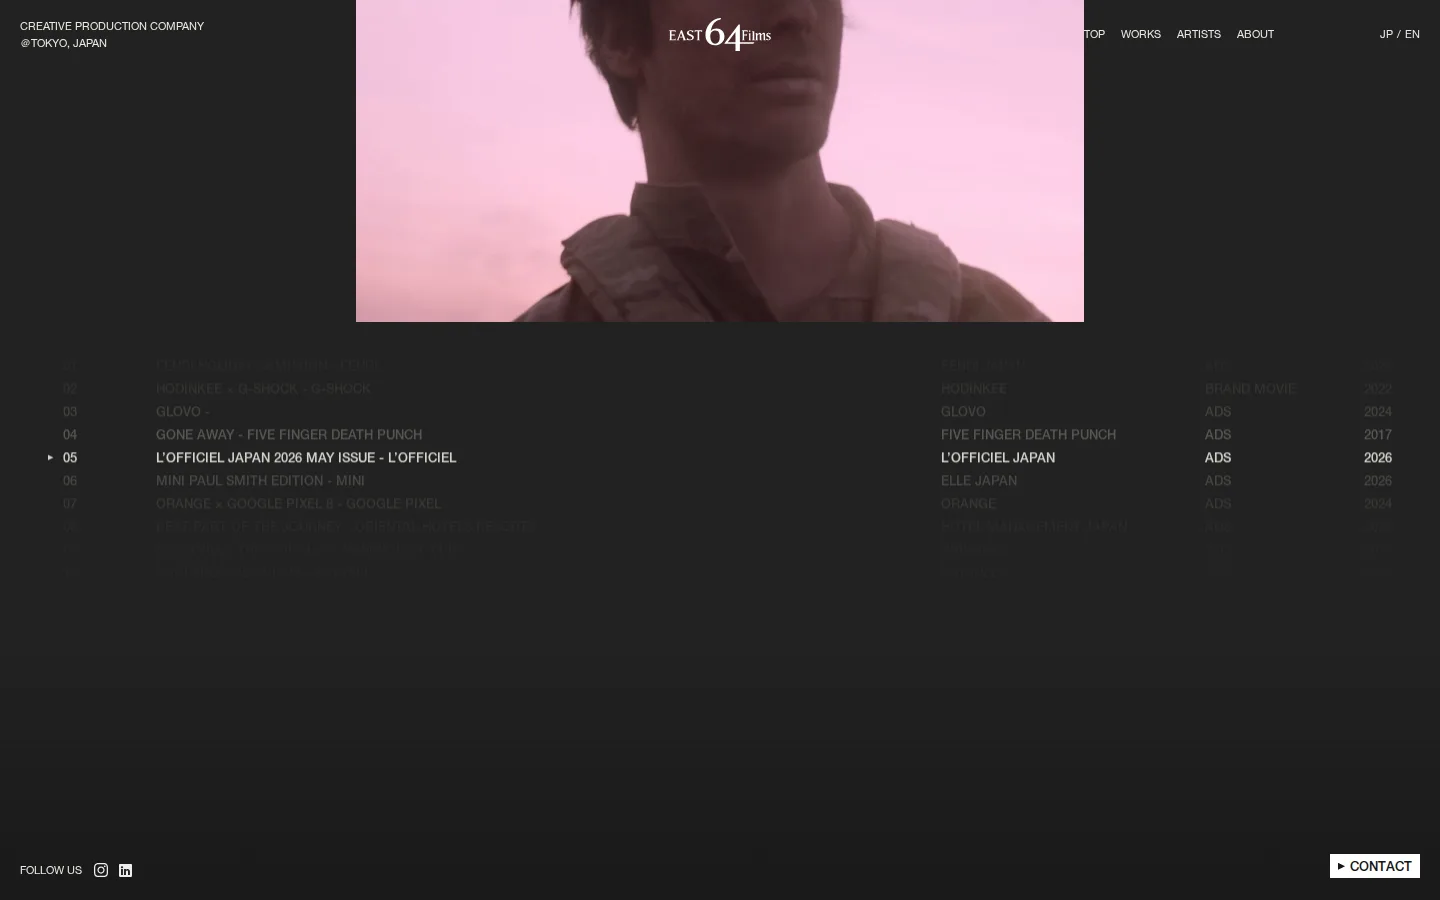 CREATIVE PRODUCTION COMPANY
@TOKYO, JAPAN
EAST 64 Films
TOP WORKS ARTISTS ABOUT
JP / EN
02 HODINKEE × G-SHOCK - G-SHOCK HODINKEE BRAND MOVIE 2022
03 GLOVO - GLOVO ADS 2024
04 GONE AWAY - FIVE FINGER DEATH PUNCH FIVE FINGER DEATH PUNCH ADS 2017
▸ 05 L'OFFICIEL JAPAN 2026 MAY ISSUE - L'OFFICIEL L'OFFICIEL JAPAN ADS 2026
06 MINI PAUL SMITH EDITION - MINI ELLE JAPAN ADS 2026
07 ORANGE × GOOGLE PIXEL 8 - GOOGLE PIXEL ORANGE ADS 2024
HOTEL MANAGEMENT JAPAN
FOLLOW US
▸ CONTACT